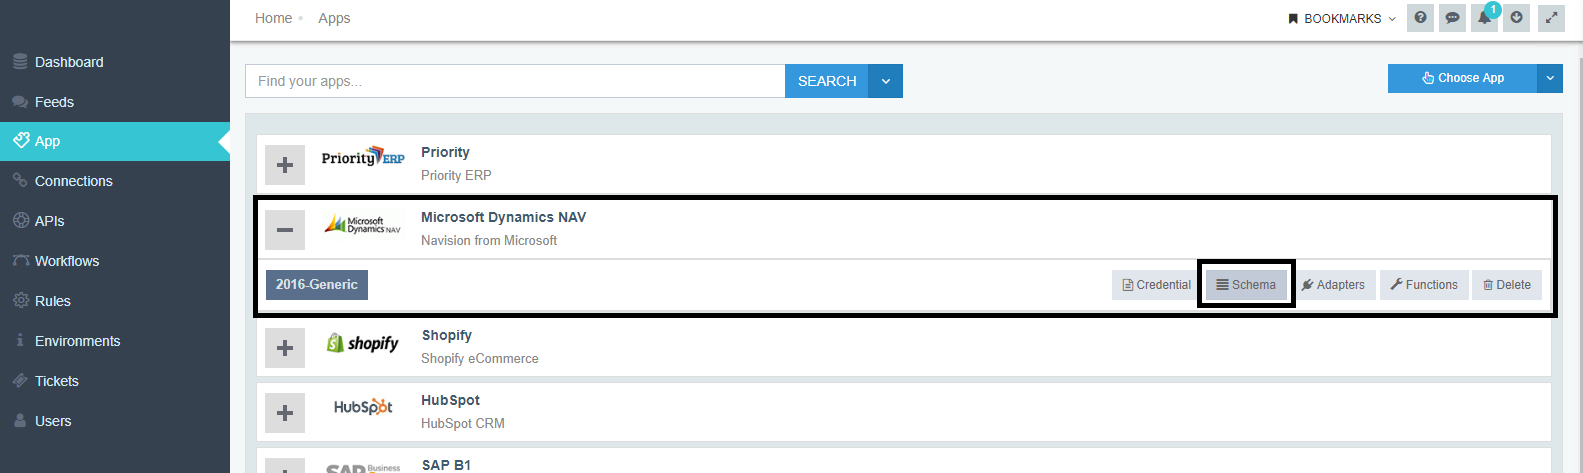 Home Apps
BOOKMARKS
1
Dashboard
Feeds
App
Connections
APIs
Workflows
Rules
Environments
Tickets
Users
Find your apps...
SEARCH
Choose App
Priority ERP
Priority
Priority ERP
Microsoft
Dynamics NAV
Microsoft Dynamics NAV
Navision from Microsoft
2016-Generic
Credential
Schema
Adapters
Functions
Delete
shopify
Shopify
Shopify eCommerce
HubSpot
HubSpot
HubSpot CRM
SAP Business
SAP B1